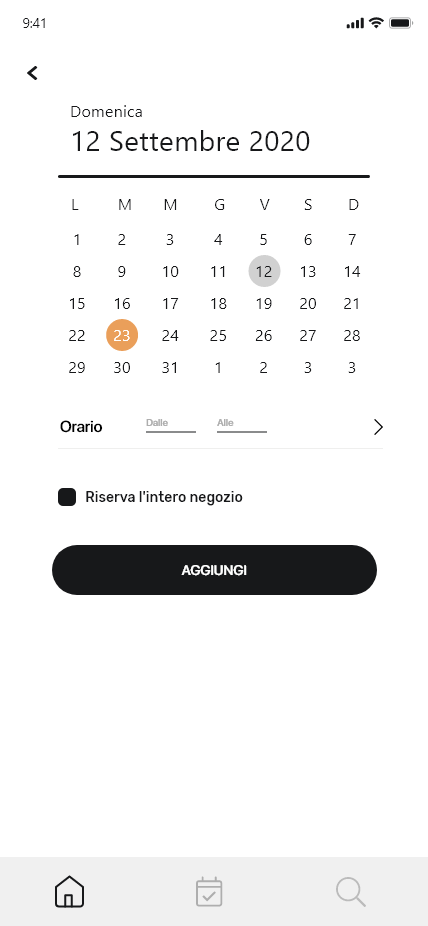 9:41
Domenica
12 Settembre 2020
L M M G V S D
1 2 3 4 5 6 7
8 9 10 11 12 13 14
15 16 17 18 19 20 21
22 23 24 25 26 27 28
29 30 31 1 2 3 3
Orario Dalle Alle
Riserva l'intero negozio
AGGIUNGI